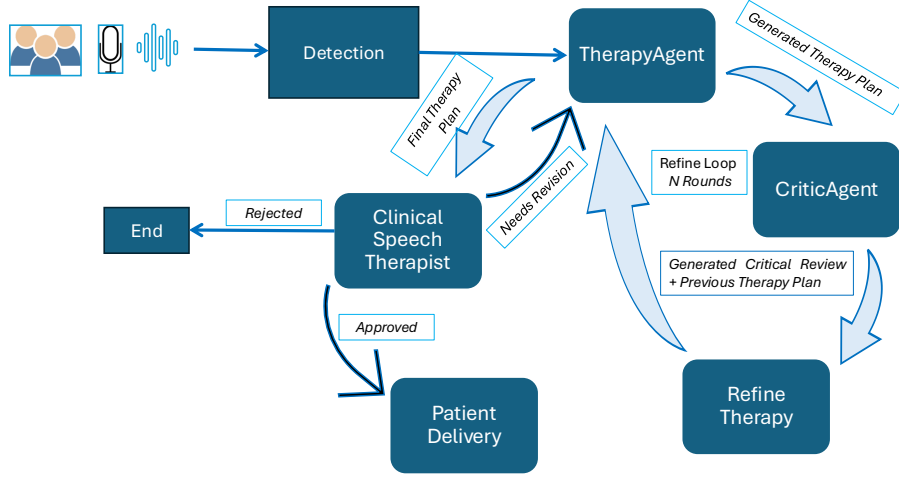 Detection
TherapyAgent
Generated Therapy Plan
Final Therapy
Plan
Refine Loop
N Rounds
CriticAgent
Needs Revision
End
Rejected
Clinical
Speech
Therapist
Generated Critical Review
+ Previous Therapy Plan
Approved
Patient
Delivery
Refine
Therapy